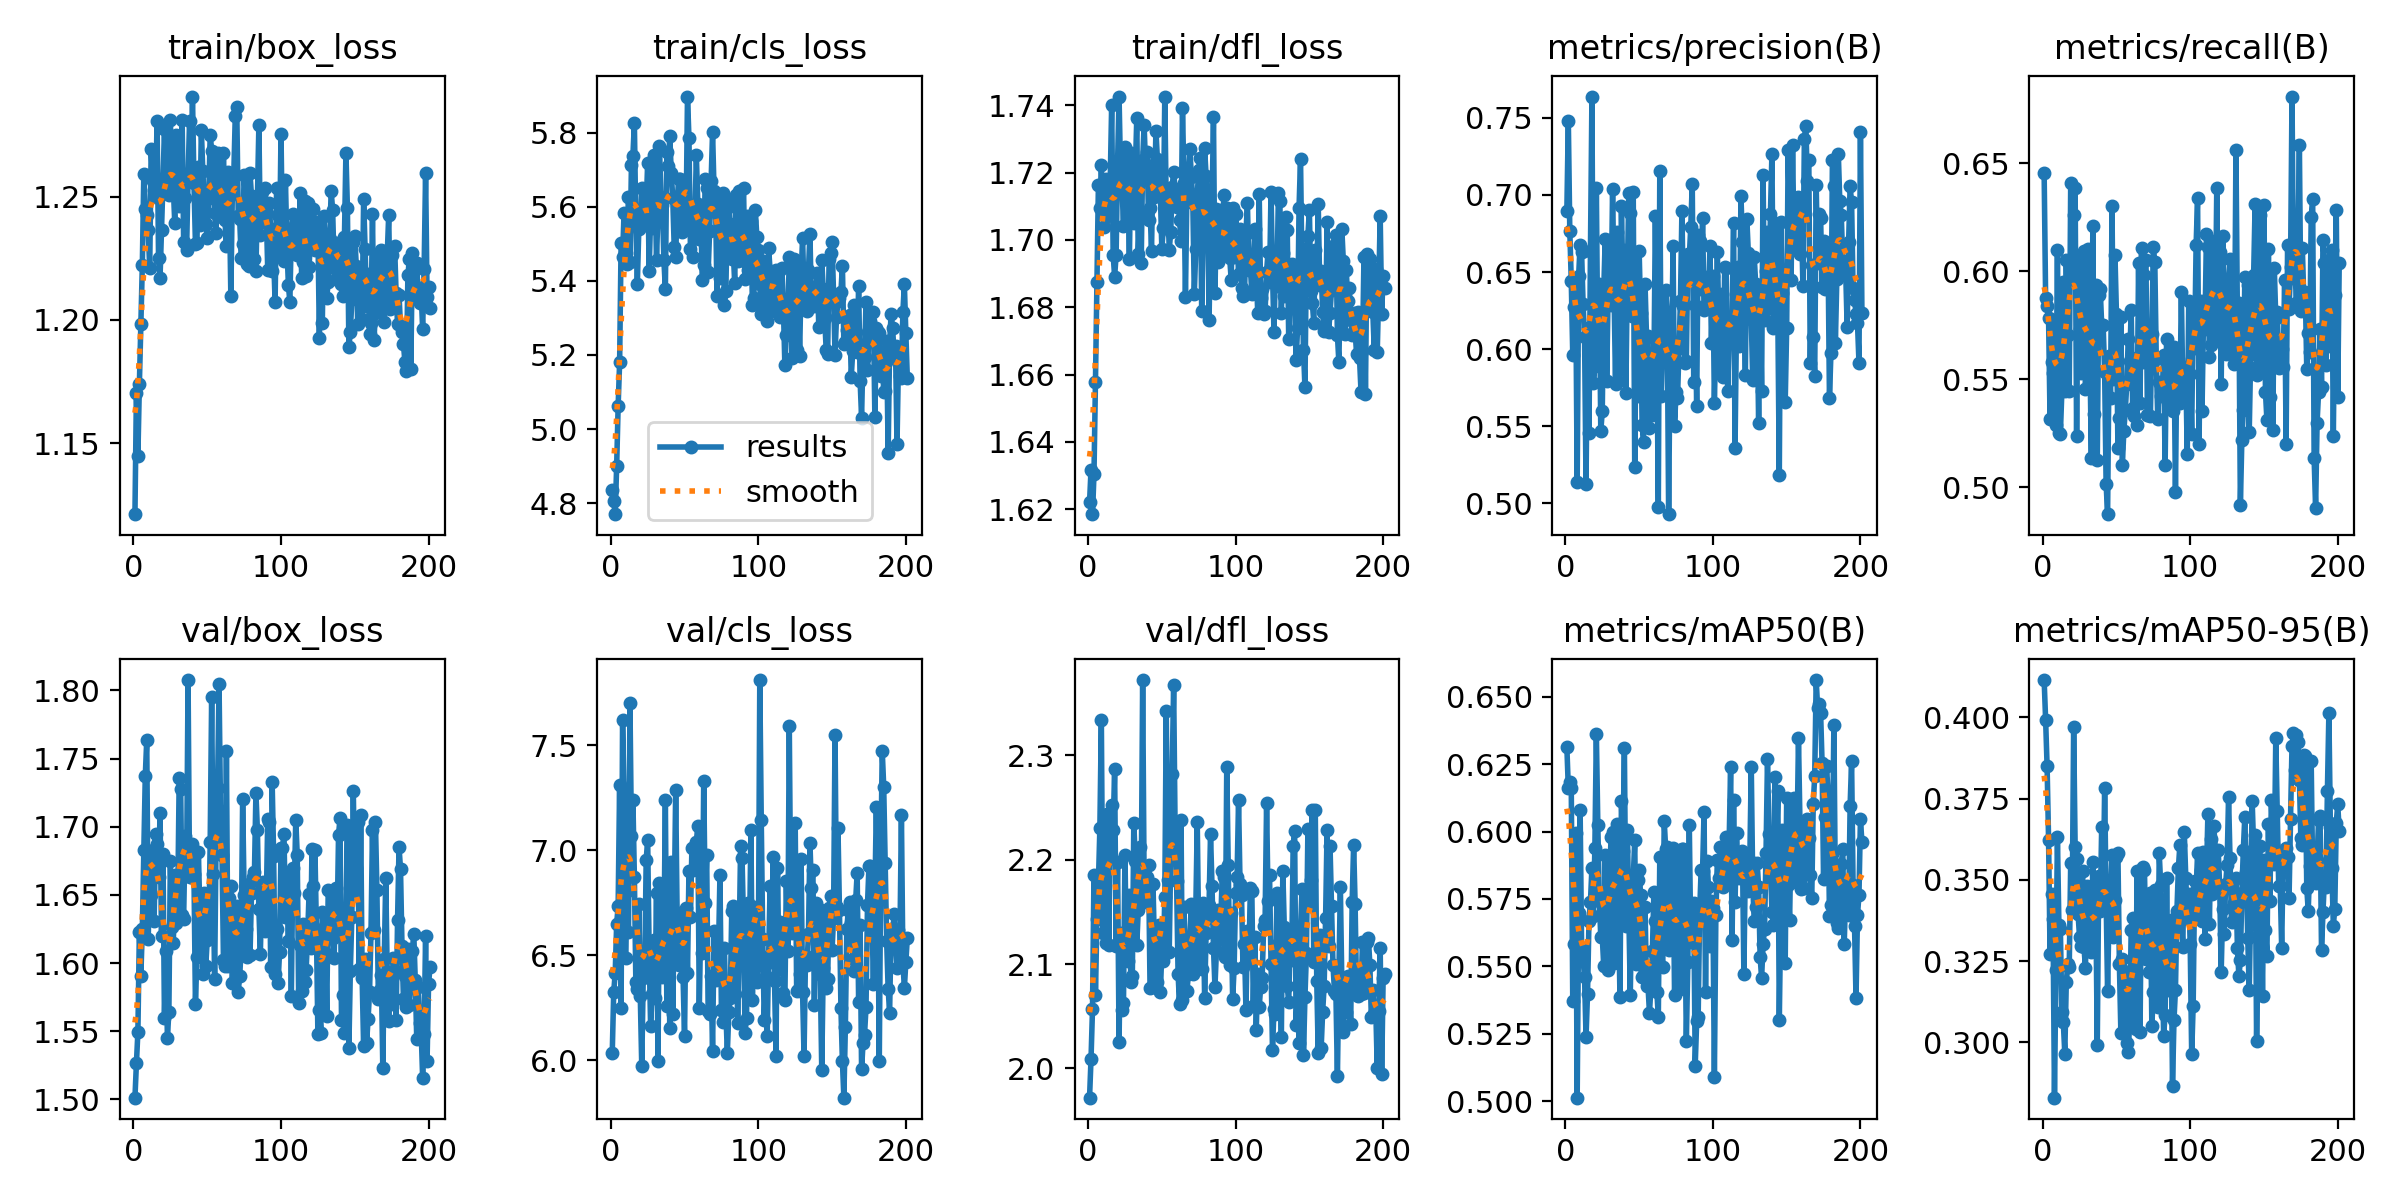 train/box_loss
train/cls_loss
train/dfl_loss
metrics/precision(B)
metrics/recall(B)
1.25
1.20
1.15
0 100 200
5.8
5.6
5.4
5.2
5.0
4.8
results
smooth
0 100 200
1.74
1.72
1.70
1.68
1.66
1.64
1.62
0 100 200
0.75
0.70
0.65
0.60
0.55
0.50
0 100 200
0.65
0.60
0.55
0.50
0 100 200
val/box_loss
val/cls_loss
val/dfl_loss
metrics/mAP50(B)
metrics/mAP50-95(B)
1.80
1.75
1.70
1.65
1.60
1.55
1.50
0 100 200
7.5
7.0
6.5
6.0
0 100 200
2.3
2.2
2.1
2.0
0 100 200
0.650
0.625
0.600
0.575
0.550
0.525
0.500
0 100 200
0.400
0.375
0.350
0.325
0.300
0 100 200